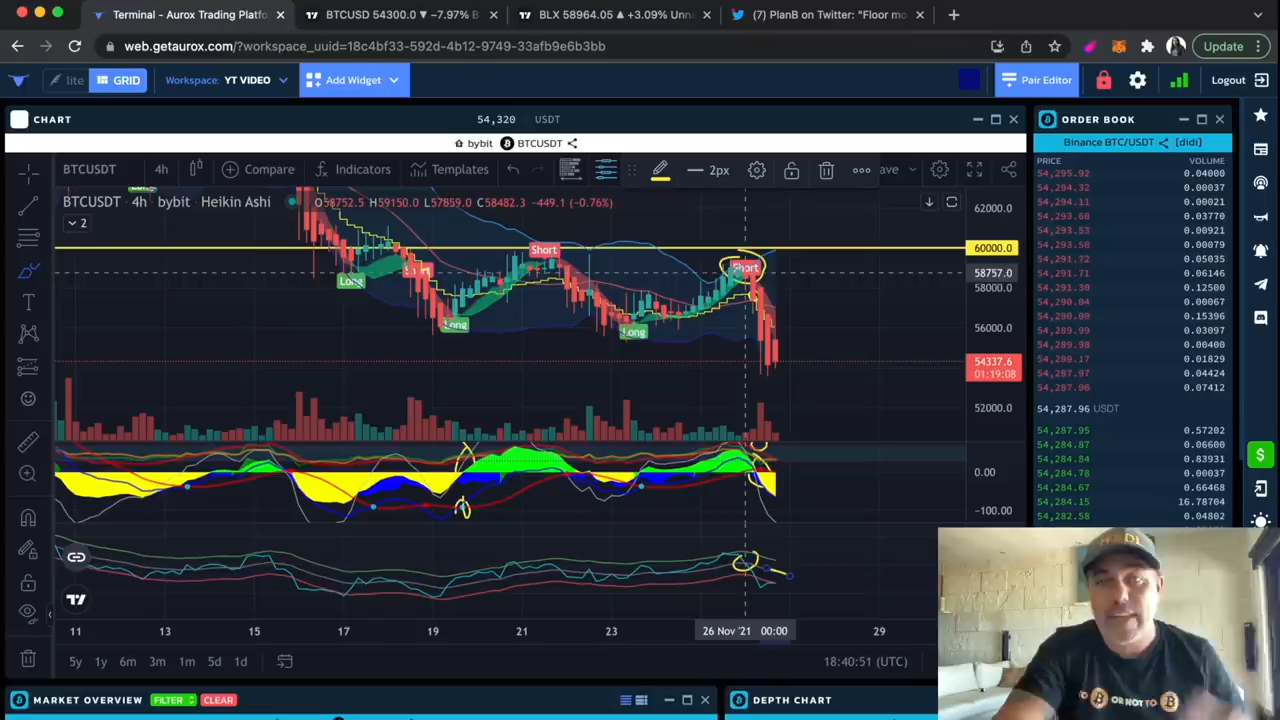 Terminal - Aurox Trading Platfo
BTCUSD 54300.0 ▼ −7.97% B
BLX 58964.05 ▲ +3.09% Unna
(7) PlanB on Twitter: "Floor mo
web.getaurox.com/?workspace_uuid=18c4bf33-592d-4b12-9749-33afb9e6b3bb
Update
lite
GRID
Workspace: YT VIDEO
Add Widget
Pair Editor
Logout
CHART
54,320 USDT
ORDER BOOK
bybit BTCUSDT
Binance BTC/USDT [didi]
BTCUSDT 4h Compare Indicators Templates 2px ave
PRICE VOLUME
BTCUSDT · 4h · bybit Heikin Ashi O58752.5 H59150.0 L57859.0 C58482.3 −449.1 (−0.76%)
2
54,295.92 0.04000
54,294.32 0.00037
54,294.11 0.00021
54,293.68 0.03770
54,293.53 0.00921
54,293.50 0.00079
54,291.72 0.05035
54,291.71 0.06146
54,291.30 0.12500
54,291.00 0.00067
54,290.04 0.15396
54,289.99 0.03097
54,289.98 0.00400
54,289.17 0.01829
54,287.97 0.04424
54,287.96 0.07412
54,287.96 USDT
54,287.95 0.57202
54,284.87 0.06600
54,284.84 0.83931
54,284.78 0.00037
54,284.67 0.66468
54,284.15 16.78704
54,282.58 0.04802
62000.0
60000.0
58757.0
58000.0
56000.0
54337.6
01:19:08
52000.0
0.00
−100.00
Long
Short
Long
Short
Long
Short
11 13 15 17 19 21 23 26 Nov '21 00:00 29
5y 1y 6m 3m 1m 5d 1d
18:40:51 (UTC)
MARKET OVERVIEW FILTER CLEAR
DEPTH CHART
OR NOT TO